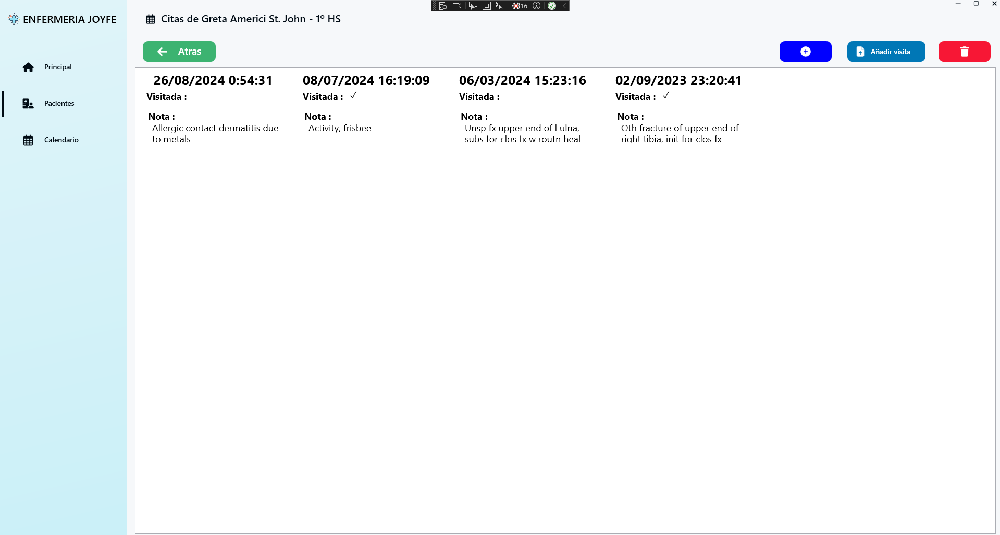 16
ENFERMERIA JOYFE
Citas de Greta Americi St. John - 1º HS
Principal
Pacientes
Calendario
Atras
Añadir visita
26/08/2024 0:54:31
Visitada :
Nota :
Allergic contact dermatitis due
to metals
08/07/2024 16:19:09
Visitada : ✓
Nota :
Activity, frisbee
06/03/2024 15:23:16
Visitada :
Nota :
Unsp fx upper end of l ulna,
subs for clos fx w routn heal
02/09/2023 23:20:41
Visitada : ✓
Nota :
Oth fracture of upper end of
right tibia, init for clos fx